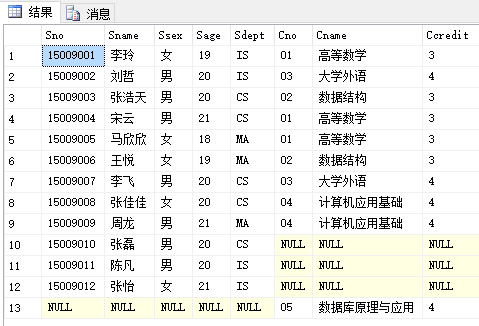 结果 消息
Sno Sname Ssex Sage Sdept Cno Cname Ccredit
1 15009001 李玲 女 19 IS 01 高等数学 3
2 15009002 刘哲 男 20 IS 03 大学外语 4
3 15009003 张浩天 男 20 CS 02 数据结构 3
4 15009004 宋云 男 21 CS 01 高等数学 3
5 15009005 马欣欣 女 18 MA 01 高等数学 3
6 15009006 王悦 女 19 MA 02 数据结构 3
7 15009007 李飞 男 20 CS 03 大学外语 4
8 15009008 张佳佳 女 20 CS 04 计算机应用基础 4
9 15009009 周龙 男 21 MA 04 计算机应用基础 4
10 15009010 张磊 男 20 CS NULL NULL NULL
11 15009011 陈凡 男 20 IS NULL NULL NULL
12 15009012 张怡 女 21 IS NULL NULL NULL
13 NULL NULL NULL NULL NULL 05 数据库原理与应用 4